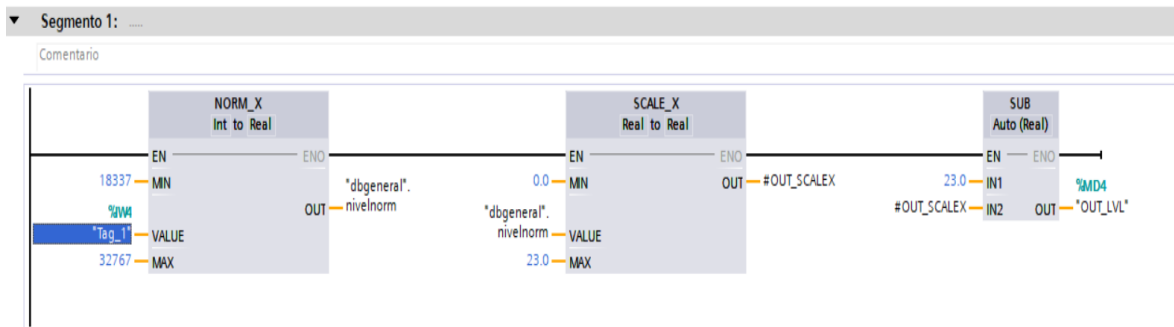 Segmento 1: .....
Comentario
NORM_X
Int to Real
EN ENO
18337 MIN
"dbgeneral".
nivelnorm
OUT
%IW4
"Tag_1" VALUE
32767 MAX
SCALE_X
Real to Real
EN ENO
0.0 MIN
OUT #OUT_SCALEX
"dbgeneral".
nivelnorm VALUE
23.0 MAX
SUB
Auto (Real)
EN ENO
23.0 IN1
%MD4
#OUT_SCALEX IN2
OUT "OUT_LVL"